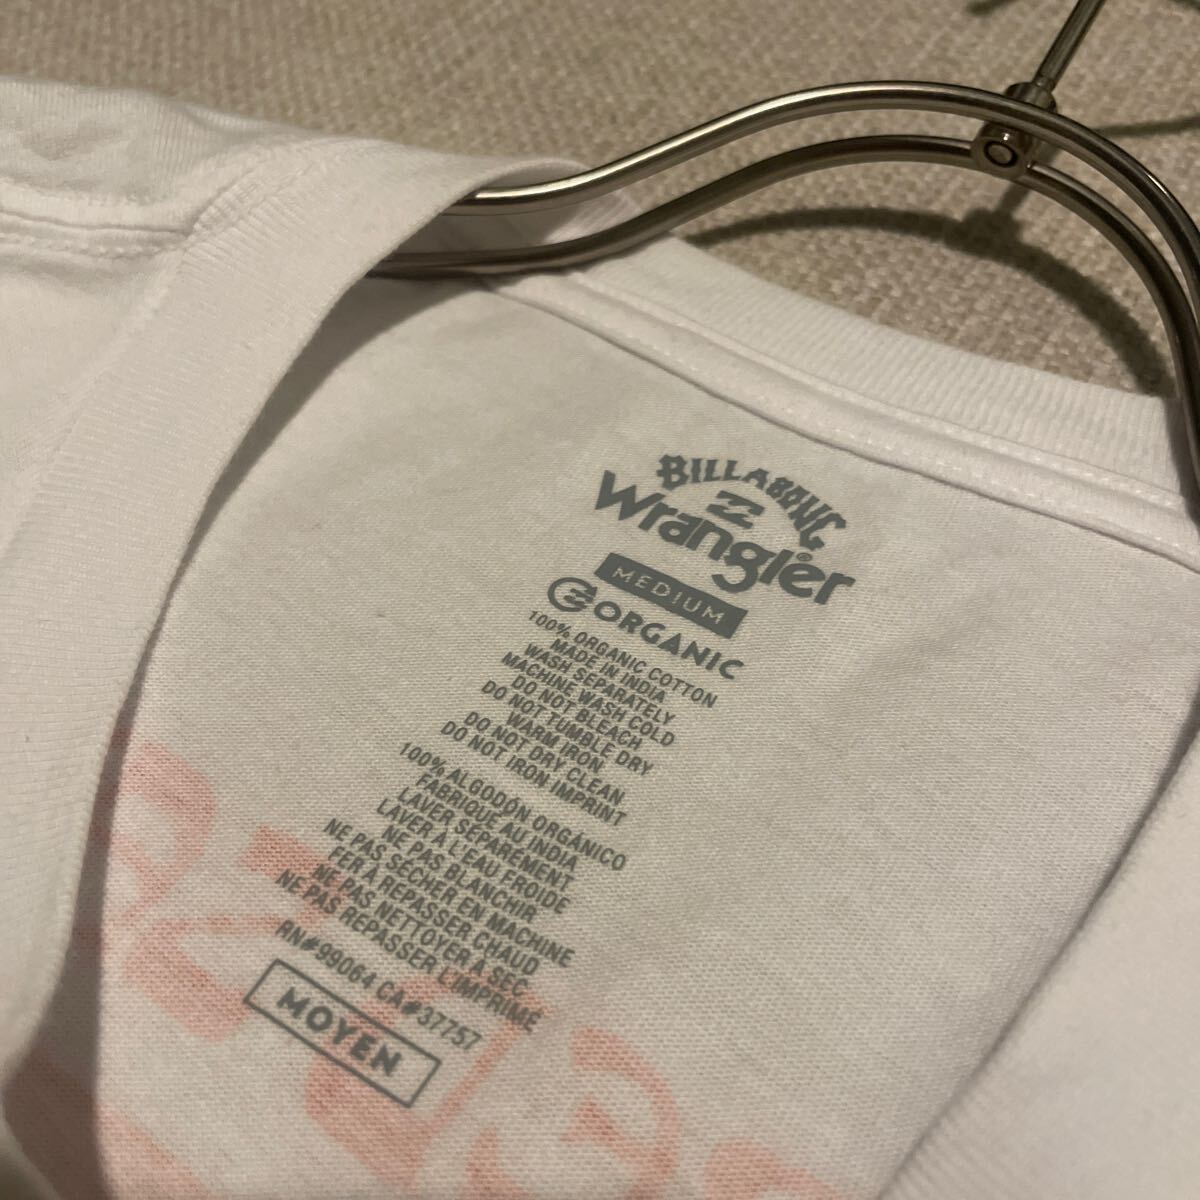 BILLABONG
Wrangler®
MEDIUM
ORGANIC
100% ORGANIC COTTON
MADE IN INDIA
WASH SEPARATELY
MACHINE WASH COLD
DO NOT BLEACH
DO NOT TUMBLE DRY
WARM IRON
DO NOT DRY CLEAN
DO NOT IRON IMPRINT
100% ALGODÓN ORGÁNICO
FABRIQUE AU INDIA
LAVER SEPARÉMENT
LAVER À L'EAU FROIDE
NE PAS BLANCHIR
NE PAS SÉCHER EN MACHINE
FER À REPASSER CHAUD
NE PAS NETTOYER À SEC
NE PAS REPASSER L'IMPRIMÉ
RN#99064 CA#37757
MOYEN